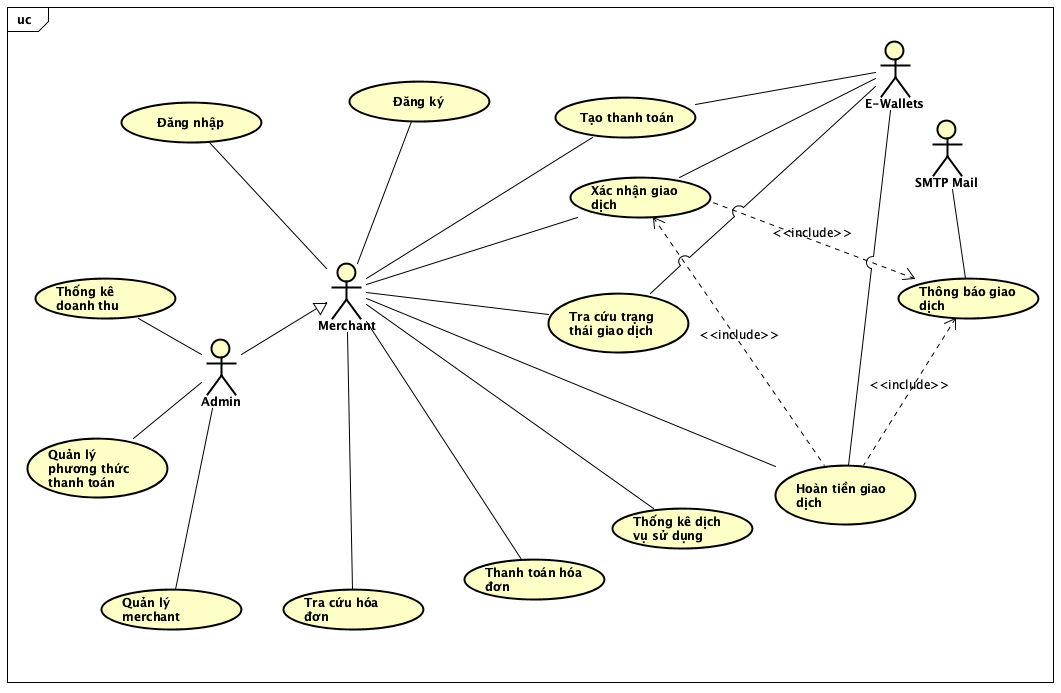 uc
Đăng nhập
Đăng ký
Tạo thanh toán
E-Wallets
SMTP Mail
Xác nhận giao
dịch
<<include>>
Thông báo giao
dịch
Thống kê
doanh thu
Merchant
Tra cứu trạng
thái giao dịch
<<include>>
<<include>>
Admin
Quản lý
phương thức
thanh toán
Hoàn tiền giao
dịch
Thống kê dịch
vụ sử dụng
Thanh toán hóa
đơn
Quản lý
merchant
Tra cứu hóa
đơn